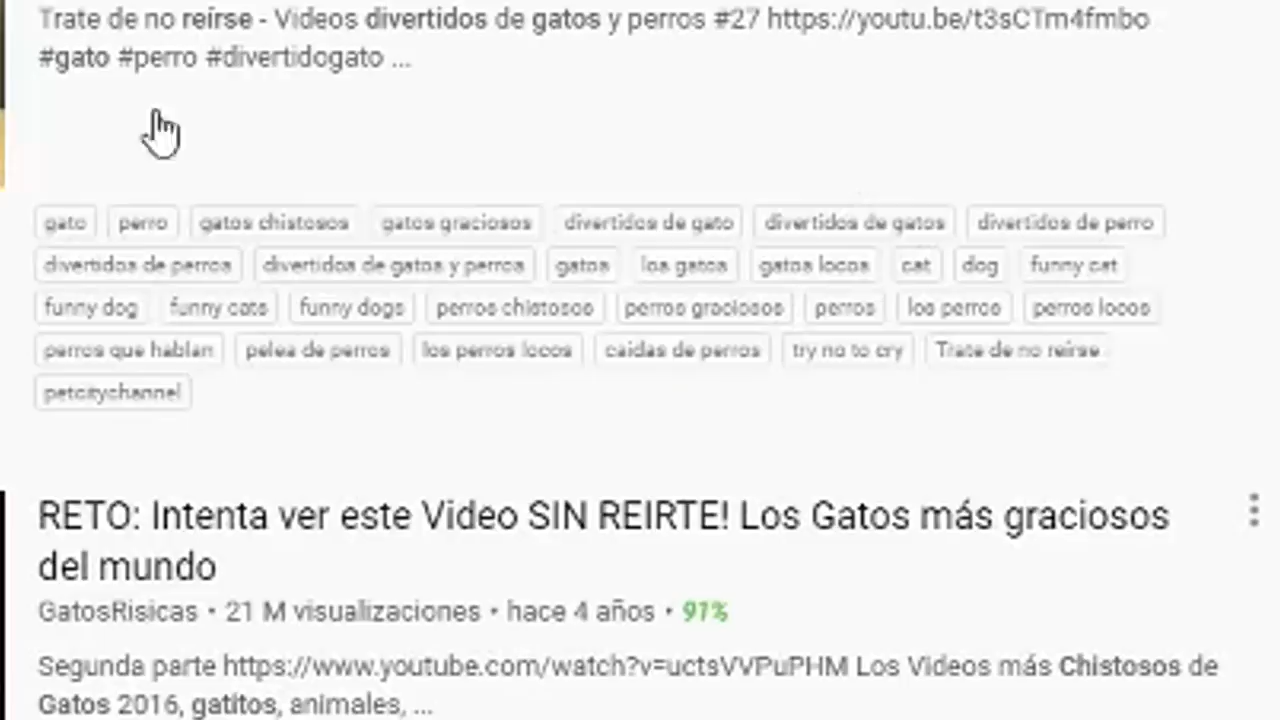 Trate de no reírse - Videos divertidos de gatos y perros #27 https://youtu.be/t3sCTm4fmbo
#gato #perro #divertidogato ...
gato perro gatos chistosos gatos graciosos divertidos de gato divertidos de gatos divertidos de perro
divertidos de perros divertidos de gatos y perros gatos los gatos gatos locos cat dog funny cat
funny dog funny cats funny dogs perros chistosos perros graciosos perros los perros perros locos
perros que hablan pelea de perros los perros locos caidas de perros try no to cry Trate de no reirse
petcitychannel
RETO: Intenta ver este Video SIN REIRTE! Los Gatos más graciosos
del mundo
GatosRisicas • 21 M visualizaciones • hace 4 años • 97%
Segunda parte https://www.youtube.com/watch?v=uctsVVPuPHM Los Videos más Chistosos de
Gatos 2016, gatitos, animales, ...